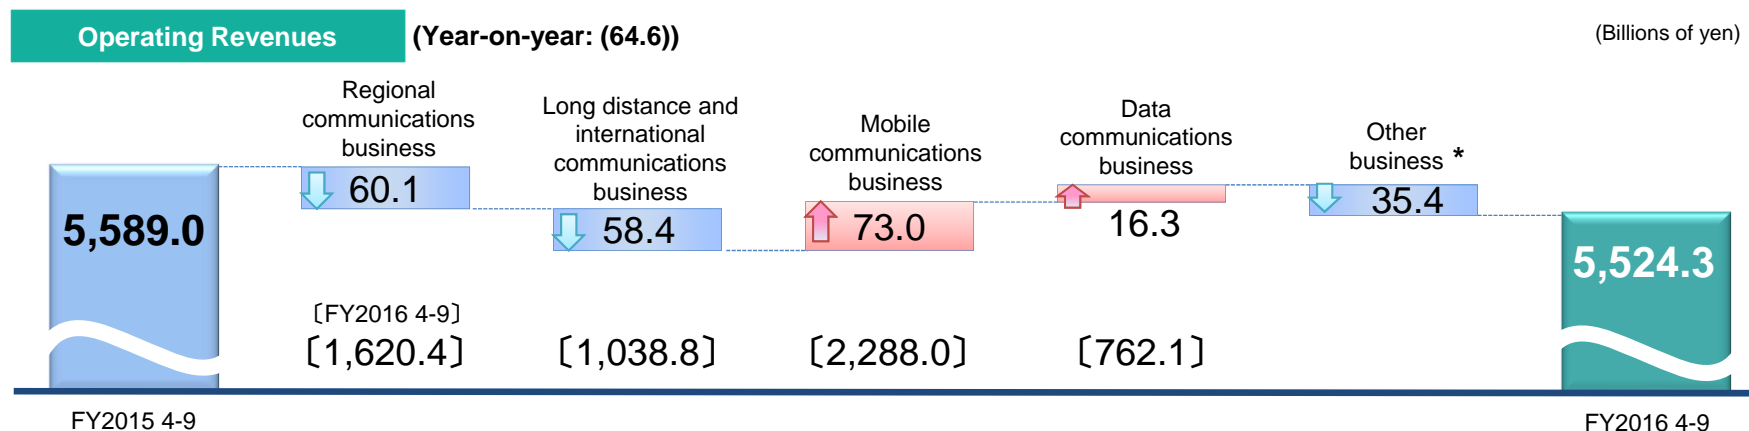 Operating Revenues
(Year-on-year: (64.6))
(Billions of yen)
Regional
communications
business
60.1
Long distance and
international
communications
business
58.4
Mobile
communications
business
73.0
Data
communications
business
16.3
Other
business *
35.4
5,589.0
5,524.3
〔FY2016 4-9〕
〔1,620.4〕
〔1,038.8〕
〔2,288.0〕
〔762.1〕
FY2015 4-9
FY2016 4-9